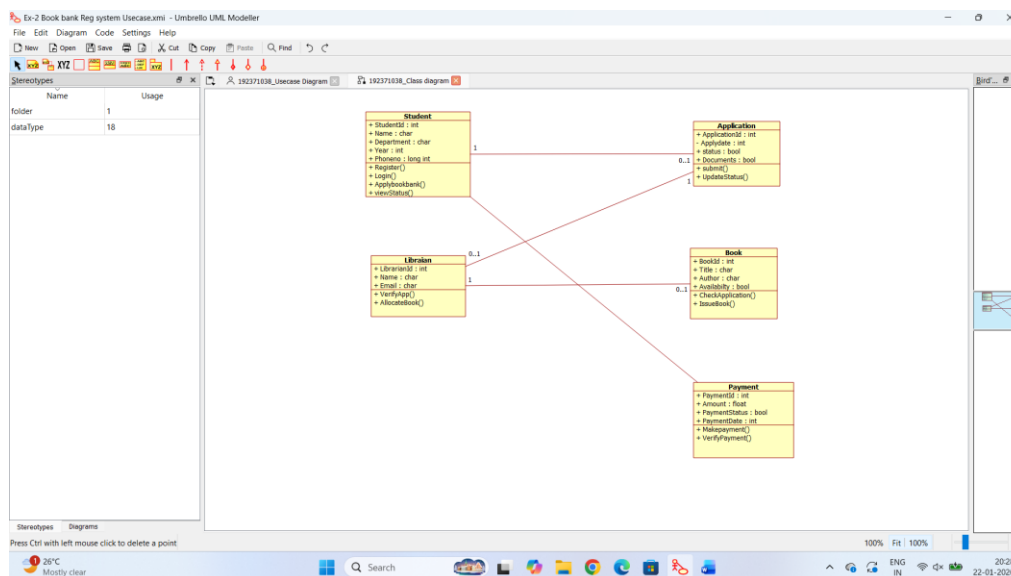 Ex-2 Book bank Reg system Usecase.xmi - Umbrello UML Modeller
File Edit Diagram Code Settings Help
New Open Save Cut Copy Paste Find
XYZ
Stereotypes
192371038_Usecase Diagram
192371038_Class diagram
Bird'...
Name Usage
folder 1
dataType 18
Student
+ StudentId : int
+ Name : char
+ Department : char
+ Year : int
+ Phoneno : long int
+ Register()
+ Login()
+ Applybookbank()
+ viewStatus()
1
0..1
Application
+ ApplicationId : int
- Applydate : int
+ status : bool
+ Documents : bool
+ submit()
+ UpdateStatus()
1
0..1
Libraian
+ LibrarianId : int
+ Name : char
+ Email : char
+ VerifyApp()
+ AllocateBook()
1
0..1
Book
+ BookId : int
+ Title : char
+ Author : char
+ Availabilty : bool
+ CheckApplication()
+ IssueBook()
Payment
+ PaymentId : int
+ Amount : float
+ PaymentStatus : bool
+ PaymentDate : int
+ Makepayment()
+ VerifyPayment()
Stereotypes Diagrams
Press Ctrl with left mouse click to delete a point
100% Fit 100%
1
26°C
Mostly clear
Search
ENG
IN
20:2
22-01-202